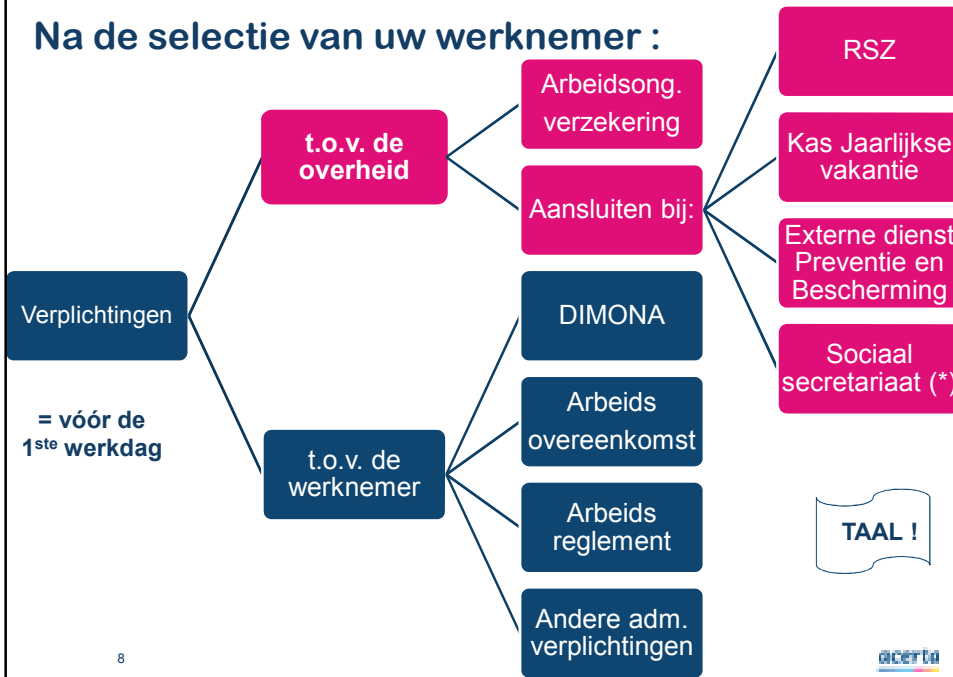 Na de selectie van uw werknemer :
Verplichtingen
= vóór de
1ste werkdag
t.o.v. de
overheid
Arbeidsong.
verzekering
Aansluiten bij:
RSZ
Kas Jaarlijkse
vakantie
Externe dienst
Preventie en
Bescherming
Sociaal
secretariaat (*)
t.o.v. de
werknemer
DIMONA
Arbeids
overeenkomst
Arbeids
reglement
Andere adm.
verplichtingen
TAAL !
8
acerta